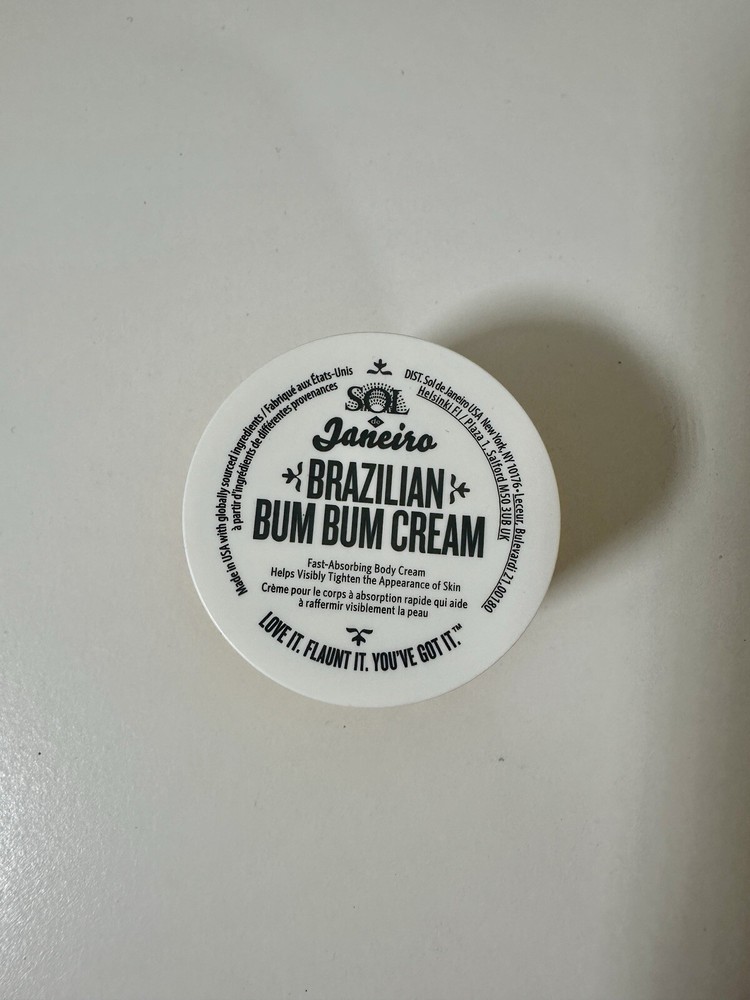 SOL
de
Janeiro
BRAZILIAN
BUM BUM CREAM
Fast-Absorbing Body Cream
Helps Visibly Tighten the Appearance of Skin
Crème pour le corps à absorption rapide qui aide
à raffermir visiblement la peau
LOVE IT. FLAUNT IT. YOU'VE GOT IT.™
Made in USA with globally sourced ingredients / Fabriqué aux États-Unis
à partir d'ingrédients de différentes provenances
DIST. Sol de Janeiro USA New York, NY 10176 • Leceur, Bulevardi 21, 00180
Helsinki FI / Plaza 1, Salford M50 3UB UK